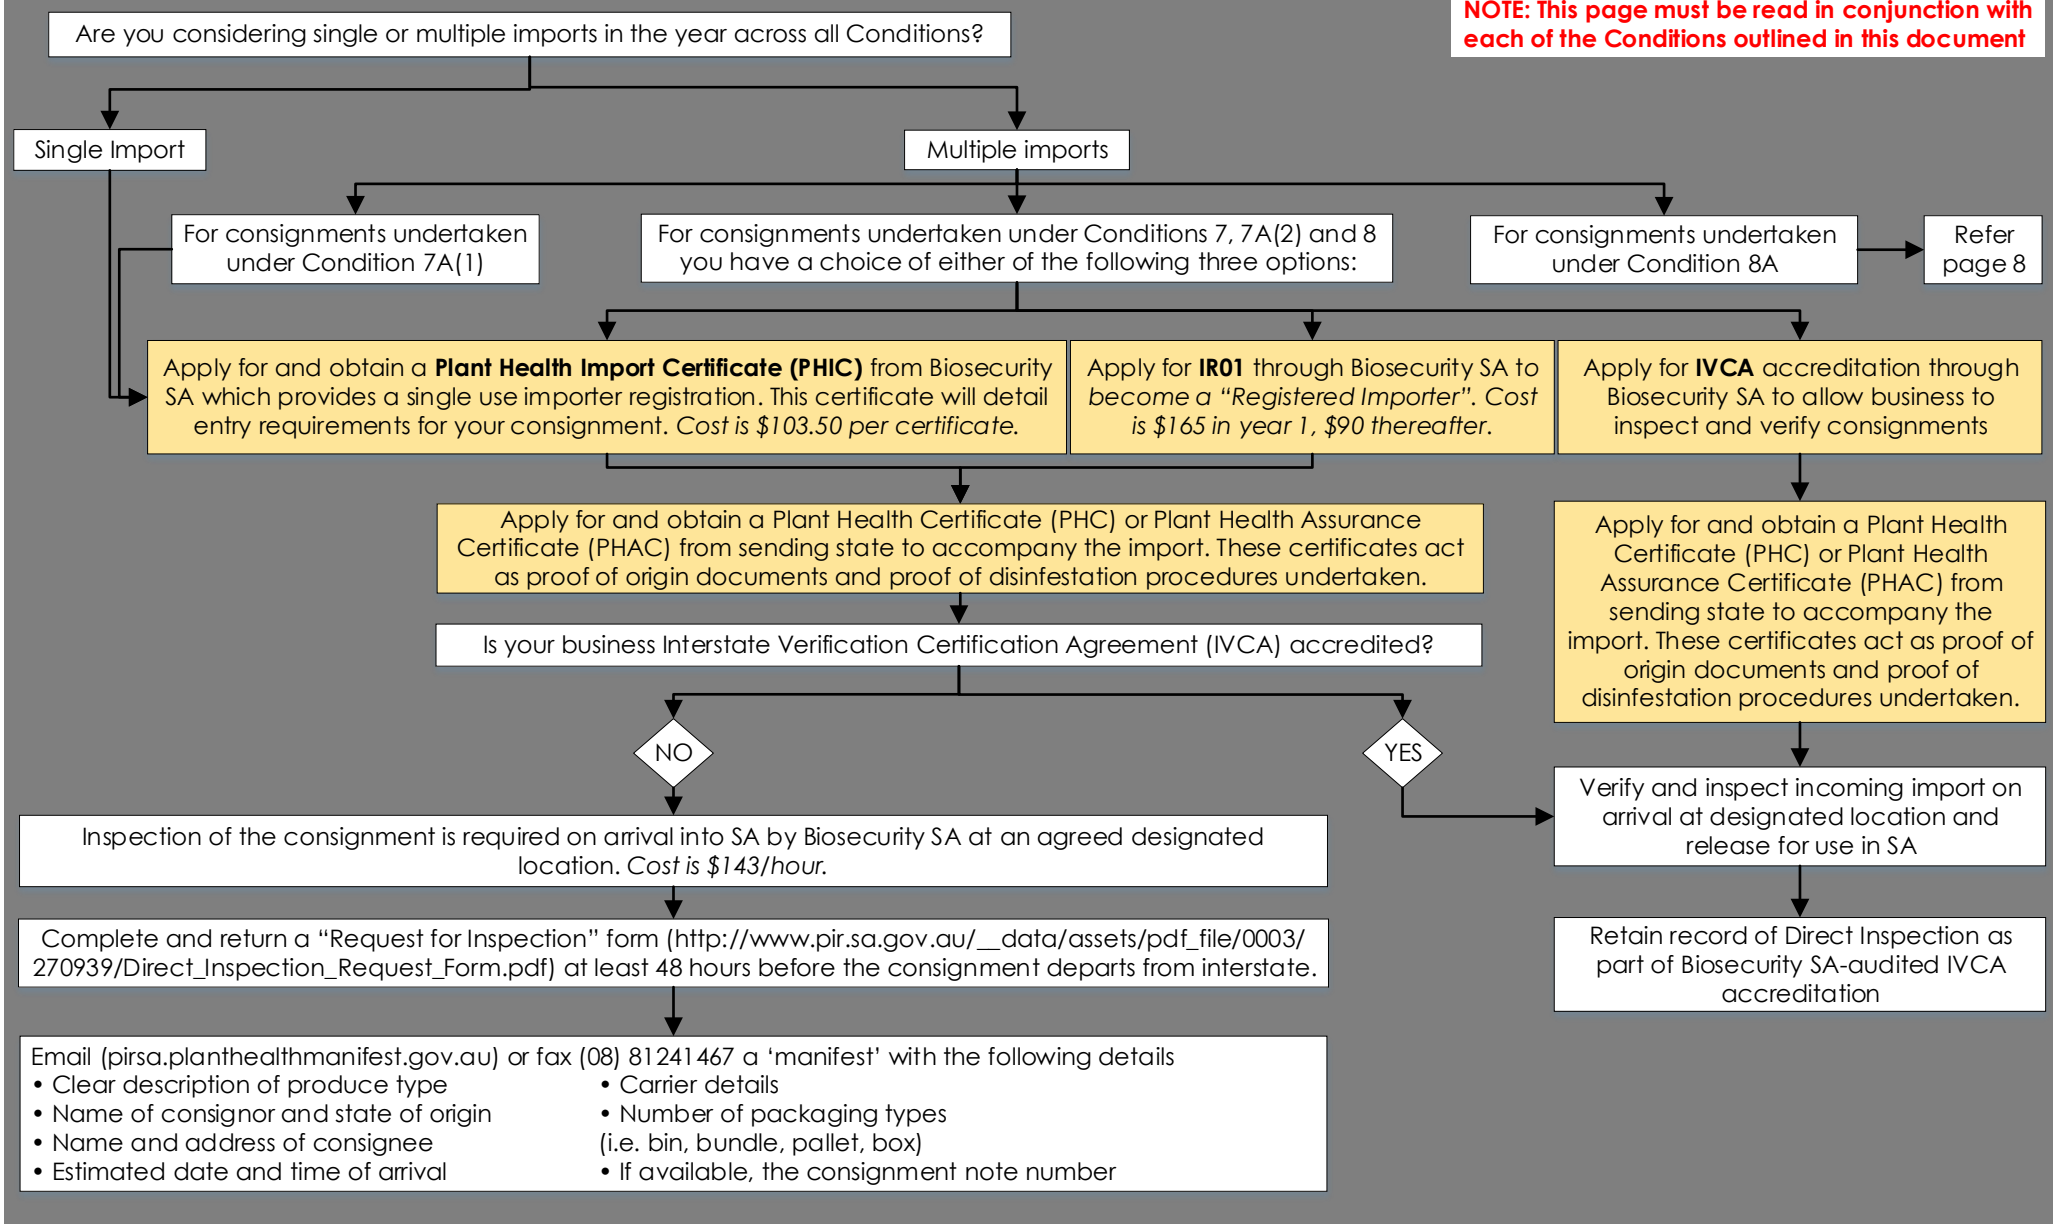 NOTE: This page must be read in conjunction with
each of the Conditions outlined in this document
Are you considering single or multiple imports in the year across all Conditions?
Single Import
Multiple imports
For consignments undertaken
under Condition 7A(1)
For consignments undertaken under Conditions 7, 7A(2) and 8
you have a choice of either of the following three options:
For consignments undertaken
under Condition 8A
Refer
page 8
Apply for and obtain a Plant Health Import Certificate (PHIC) from Biosecurity
SA which provides a single use importer registration. This certificate will detail
entry requirements for your consignment. Cost is $103.50 per certificate.
Apply for IR01 through Biosecurity SA to
become a “Registered Importer”. Cost
is $165 in year 1, $90 thereafter.
Apply for IVCA accreditation through
Biosecurity SA to allow business to
inspect and verify consignments
Apply for and obtain a Plant Health Certificate (PHC) or Plant Health Assurance
Certificate (PHAC) from sending state to accompany the import. These certificates act
as proof of origin documents and proof of disinfestation procedures undertaken.
Apply for and obtain a Plant Health
Certificate (PHC) or Plant Health
Assurance Certificate (PHAC) from
sending state to accompany the
import. These certificates act as proof of
origin documents and proof of
disinfestation procedures undertaken.
Is your business Interstate Verification Certification Agreement (IVCA) accredited?
NO
YES
Verify and inspect incoming import on
arrival at designated location and
release for use in SA
Inspection of the consignment is required on arrival into SA by Biosecurity SA at an agreed designated
location. Cost is $143/hour.
Complete and return a “Request for Inspection” form (http://www.pir.sa.gov.au/__data/assets/pdf_file/0003/
270939/Direct_Inspection_Request_Form.pdf) at least 48 hours before the consignment departs from interstate.
Retain record of Direct Inspection as
part of Biosecurity SA-audited IVCA
accreditation
Email (pirsa.planthealthmanifest.gov.au) or fax (08) 81241467 a ‘manifest’ with the following details
• Clear description of produce type
• Name of consignor and state of origin
• Name and address of consignee
• Estimated date and time of arrival
• Carrier details
• Number of packaging types
(i.e. bin, bundle, pallet, box)
• If available, the consignment note number